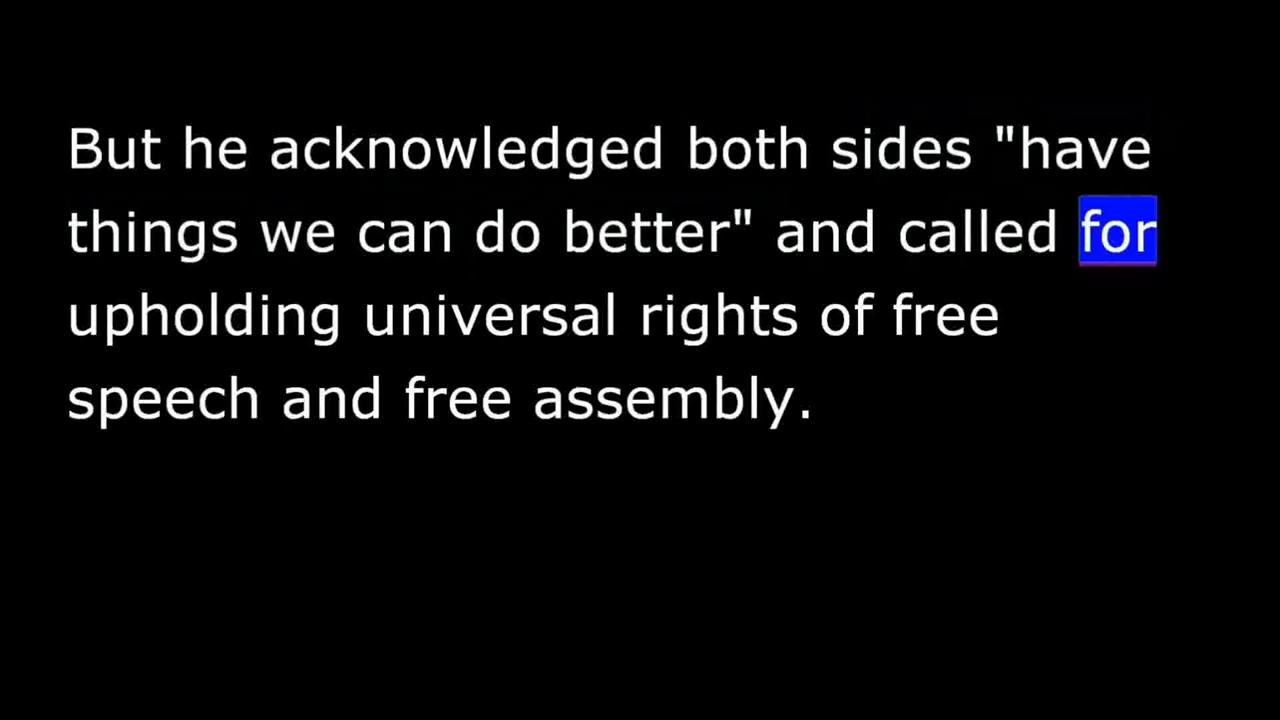 But he acknowledged both sides "have
things we can do better" and called for
upholding universal rights of free
speech and free assembly.